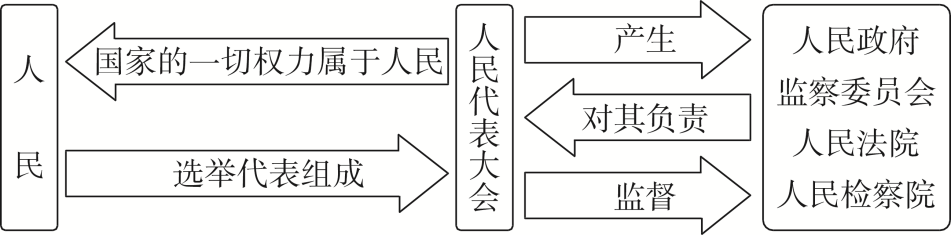 人民
国家的一切权力属于人民
选举代表组成
人民代表大会
产生
对其负责
监督
人民政府
监察委员会
人民法院
人民检察院